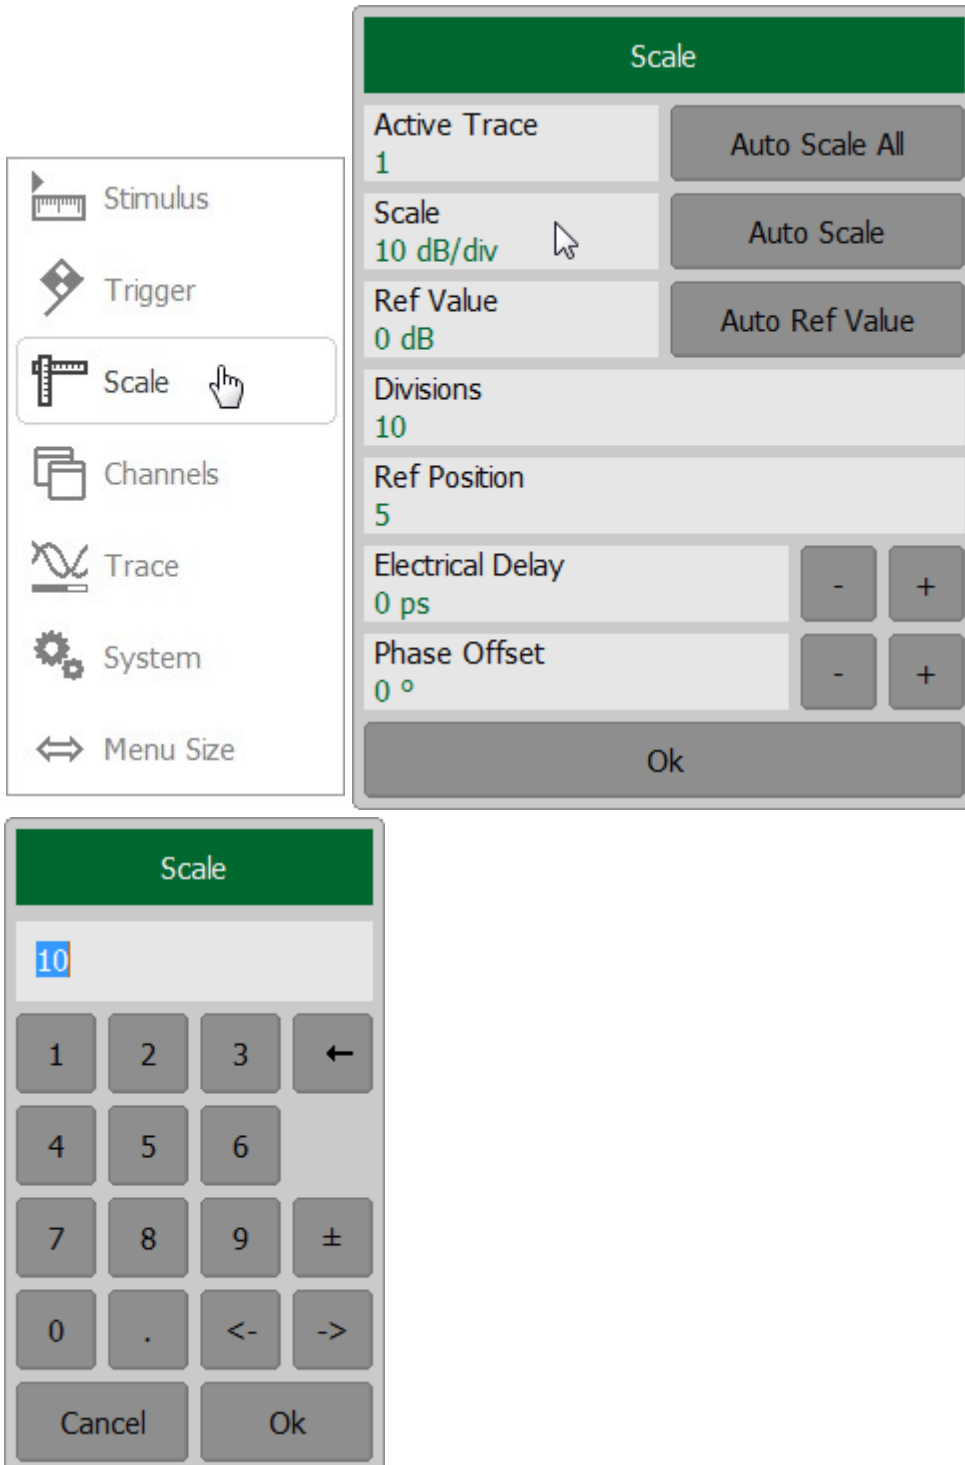 Stimulus
Trigger
Scale
Channels
Trace
System
Menu Size
Scale
Active Trace
1
Auto Scale All
Scale
10 dB/div
Auto Scale
Ref Value
0 dB
Auto Ref Value
Divisions
10
Ref Position
5
Electrical Delay
0 ps
- +
Phase Offset
0 º
- +
Ok
Scale
10
1 2 3 ←
4 5 6
7 8 9 ±
0 . <- ->
Cancel Ok